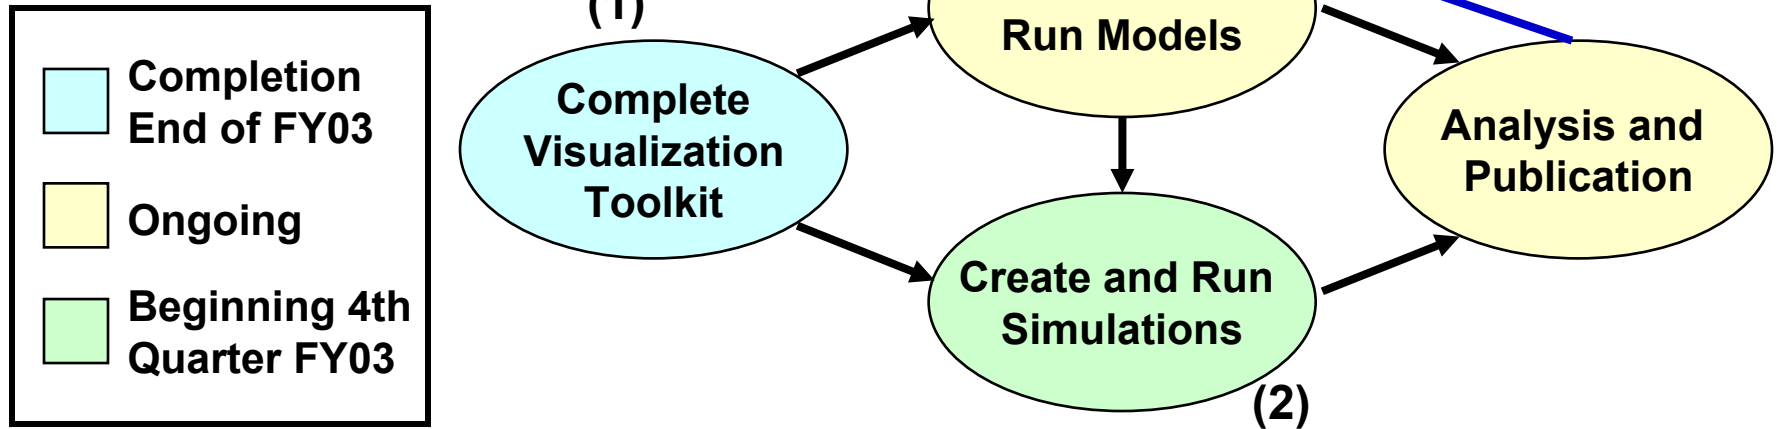 Completion
End of FY03
Ongoing
Beginning 4th
Quarter FY03
(1)
Complete
Visualization
Toolkit
Run Models
Create and Run
Simulations
(2)
Analysis and
Publication